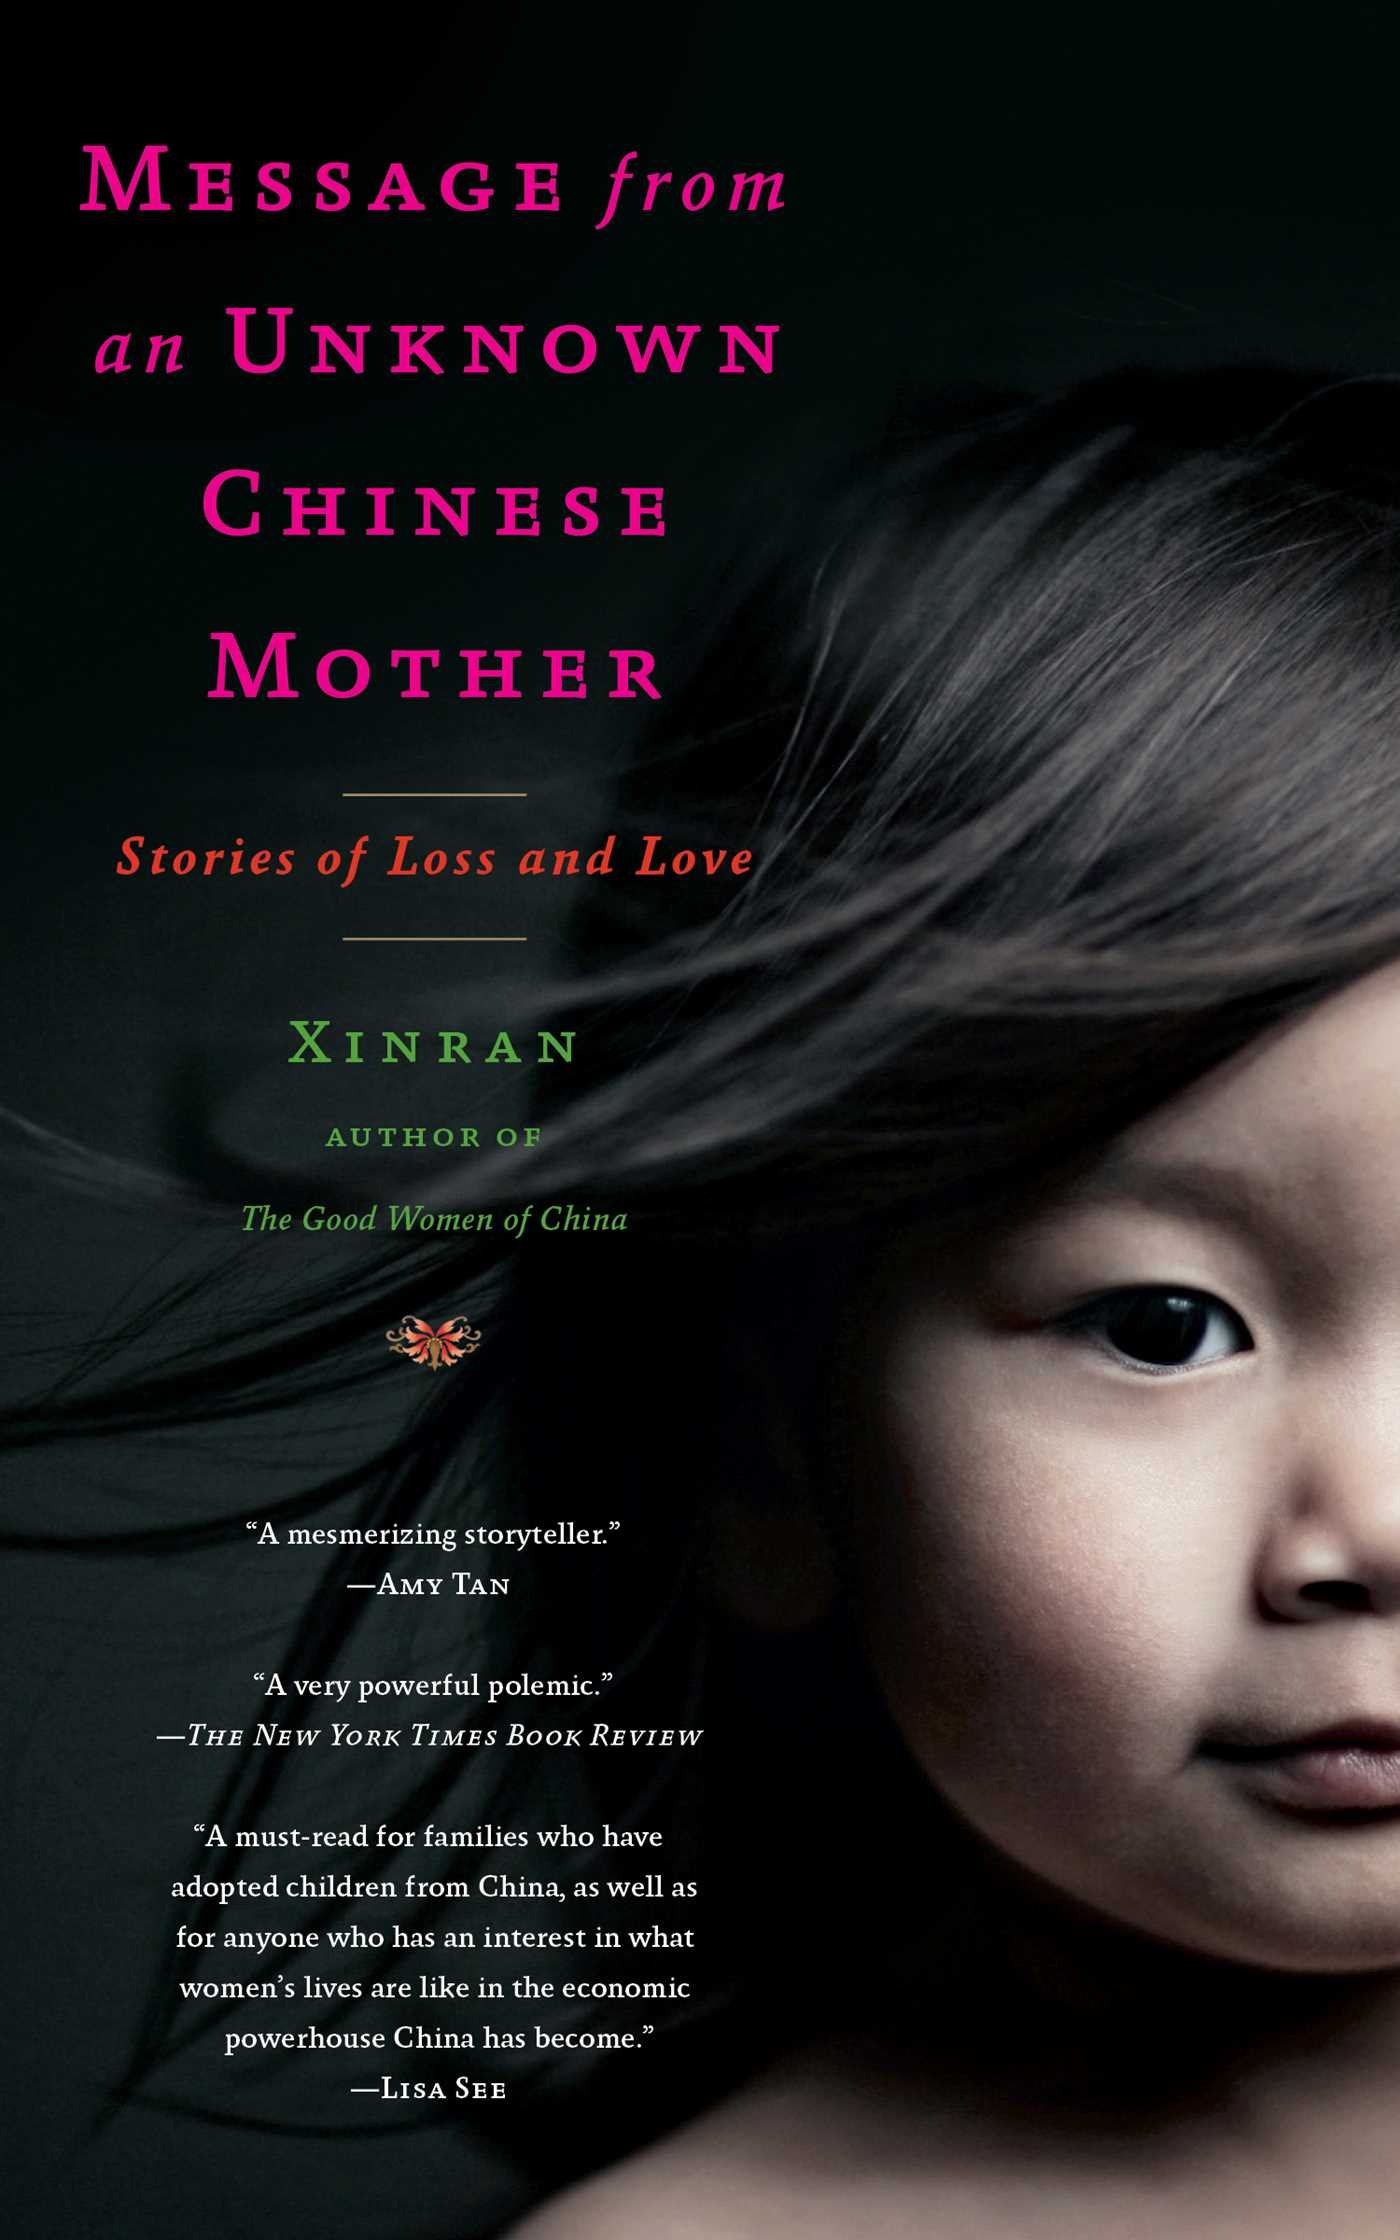 Message from
an Unknown
Chinese
Mother
Stories of Loss and Love
Xinran
author of
The Good Women of China
“A mesmerizing storyteller.”
—Amy Tan
“A very powerful polemic.”
—The New York Times Book Review
“A must-read for families who have
adopted children from China, as well as
for anyone who has an interest in what
women’s lives are like in the economic
powerhouse China has become.”
—Lisa See